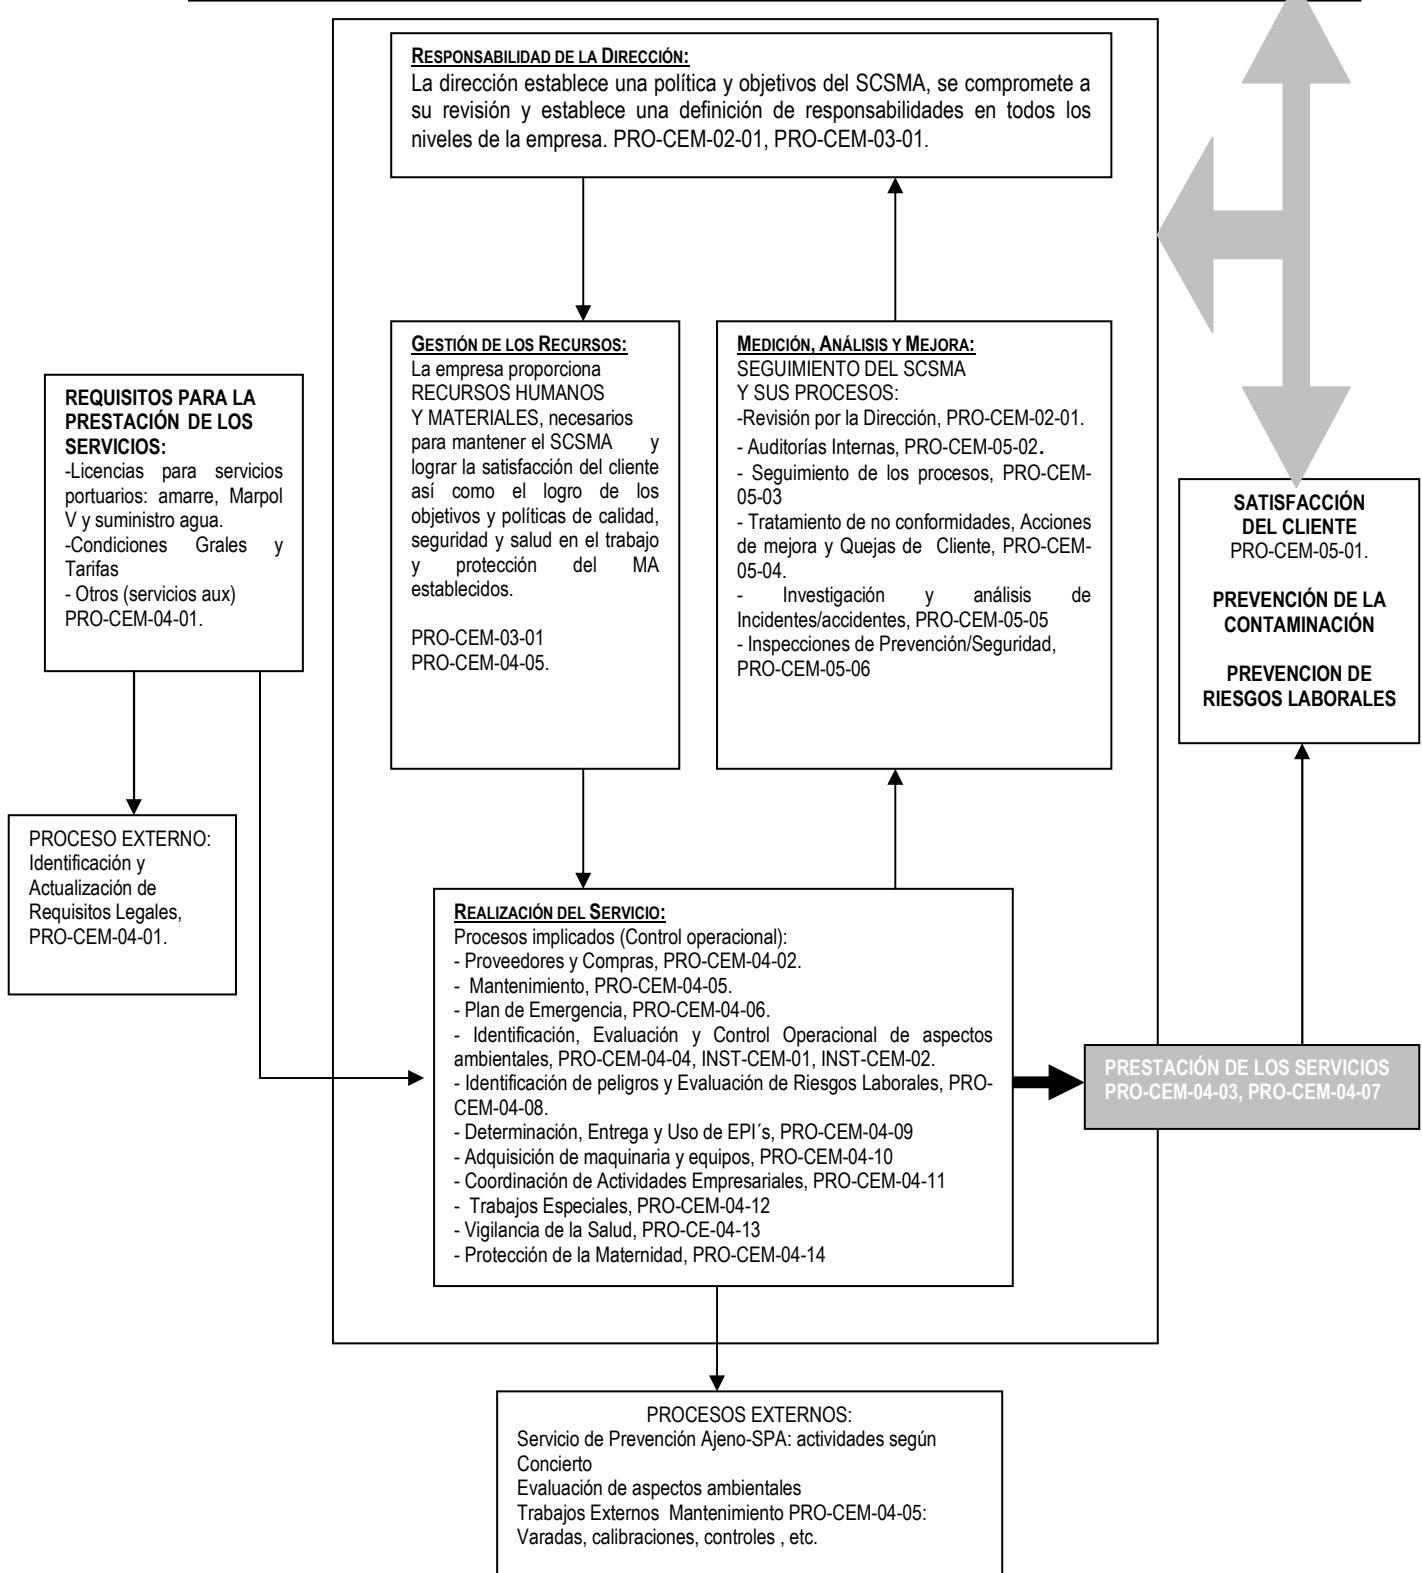 RESPONSABILIDAD DE LA DIRECCIÓN:
La dirección establece una política y objetivos del SCSMA, se compromete a
su revisión y establece una definición de responsabilidades en todos los
niveles de la empresa. PRO-CEM-02-01, PRO-CEM-03-01.
GESTIÓN DE LOS RECURSOS:
La empresa proporciona
RECURSOS HUMANOS
Y MATERIALES, necesarios
para mantener el SCSMA y
lograr la satisfacción del cliente
así como el logro de los
objetivos y políticas de calidad,
seguridad y salud en el trabajo
y protección del MA
establecidos.
PRO-CEM-03-01
PRO-CEM-04-05.
MEDICIÓN, ANÁLISIS Y MEJORA:
SEGUIMIENTO DEL SCSMA
Y SUS PROCESOS:
-Revisión por la Dirección, PRO-CEM-02-01.
- Auditorías Internas, PRO-CEM-05-02.
- Seguimiento de los procesos, PRO-CEM-
05-03
- Tratamiento de no conformidades, Acciones
de mejora y Quejas de Cliente, PRO-CEM-
05-04.
- Investigación y análisis de
Incidentes/accidentes, PRO-CEM-05-05
- Inspecciones de Prevención/Seguridad,
PRO-CEM-05-06
REQUISITOS PARA LA
PRESTACIÓN DE LOS
SERVICIOS:
-Licencias para servicios
portuarios: amarre, Marpol
V y suministro agua.
-Condiciones Grales y
Tarifas
- Otros (servicios aux)
PRO-CEM-04-01.
SATISFACCIÓN
DEL CLIENTE
PRO-CEM-05-01.
PREVENCIÓN DE LA
CONTAMINACIÓN
PREVENCION DE
RIESGOS LABORALES
PROCESO EXTERNO:
Identificación y
Actualización de
Requisitos Legales,
PRO-CEM-04-01.
REALIZACIÓN DEL SERVICIO:
Procesos implicados (Control operacional):
- Proveedores y Compras, PRO-CEM-04-02.
- Mantenimiento, PRO-CEM-04-05.
- Plan de Emergencia, PRO-CEM-04-06.
- Identificación, Evaluación y Control Operacional de aspectos
ambientales, PRO-CEM-04-04, INST-CEM-01, INST-CEM-02.
- Identificación de peligros y Evaluación de Riesgos Laborales, PRO-
CEM-04-08.
- Determinación, Entrega y Uso de EPI´s, PRO-CEM-04-09
- Adquisición de maquinaria y equipos, PRO-CEM-04-10
- Coordinación de Actividades Empresariales, PRO-CEM-04-11
- Trabajos Especiales, PRO-CEM-04-12
- Vigilancia de la Salud, PRO-CE-04-13
- Protección de la Maternidad, PRO-CEM-04-14
PRESTACIÓN DE LOS SERVICIOS
PRO-CEM-04-03, PRO-CEM-04-07
PROCESOS EXTERNOS:
Servicio de Prevención Ajeno-SPA: actividades según
Concierto
Evaluación de aspectos ambientales
Trabajos Externos Mantenimiento PRO-CEM-04-05:
Varadas, calibraciones, controles , etc.